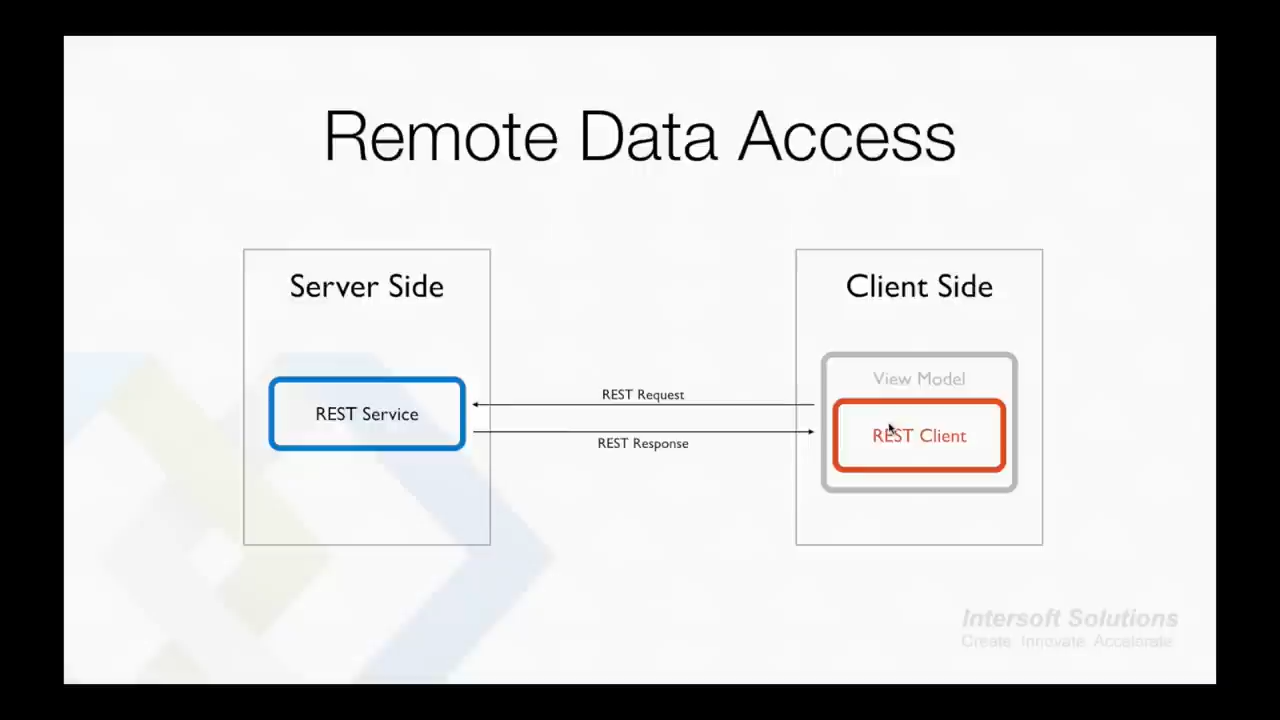 Remote Data Access
Server Side
Client Side
View Model
REST Service
REST Request
REST Client
REST Response
Intersoft Solutions
Create Innovate Accelerate